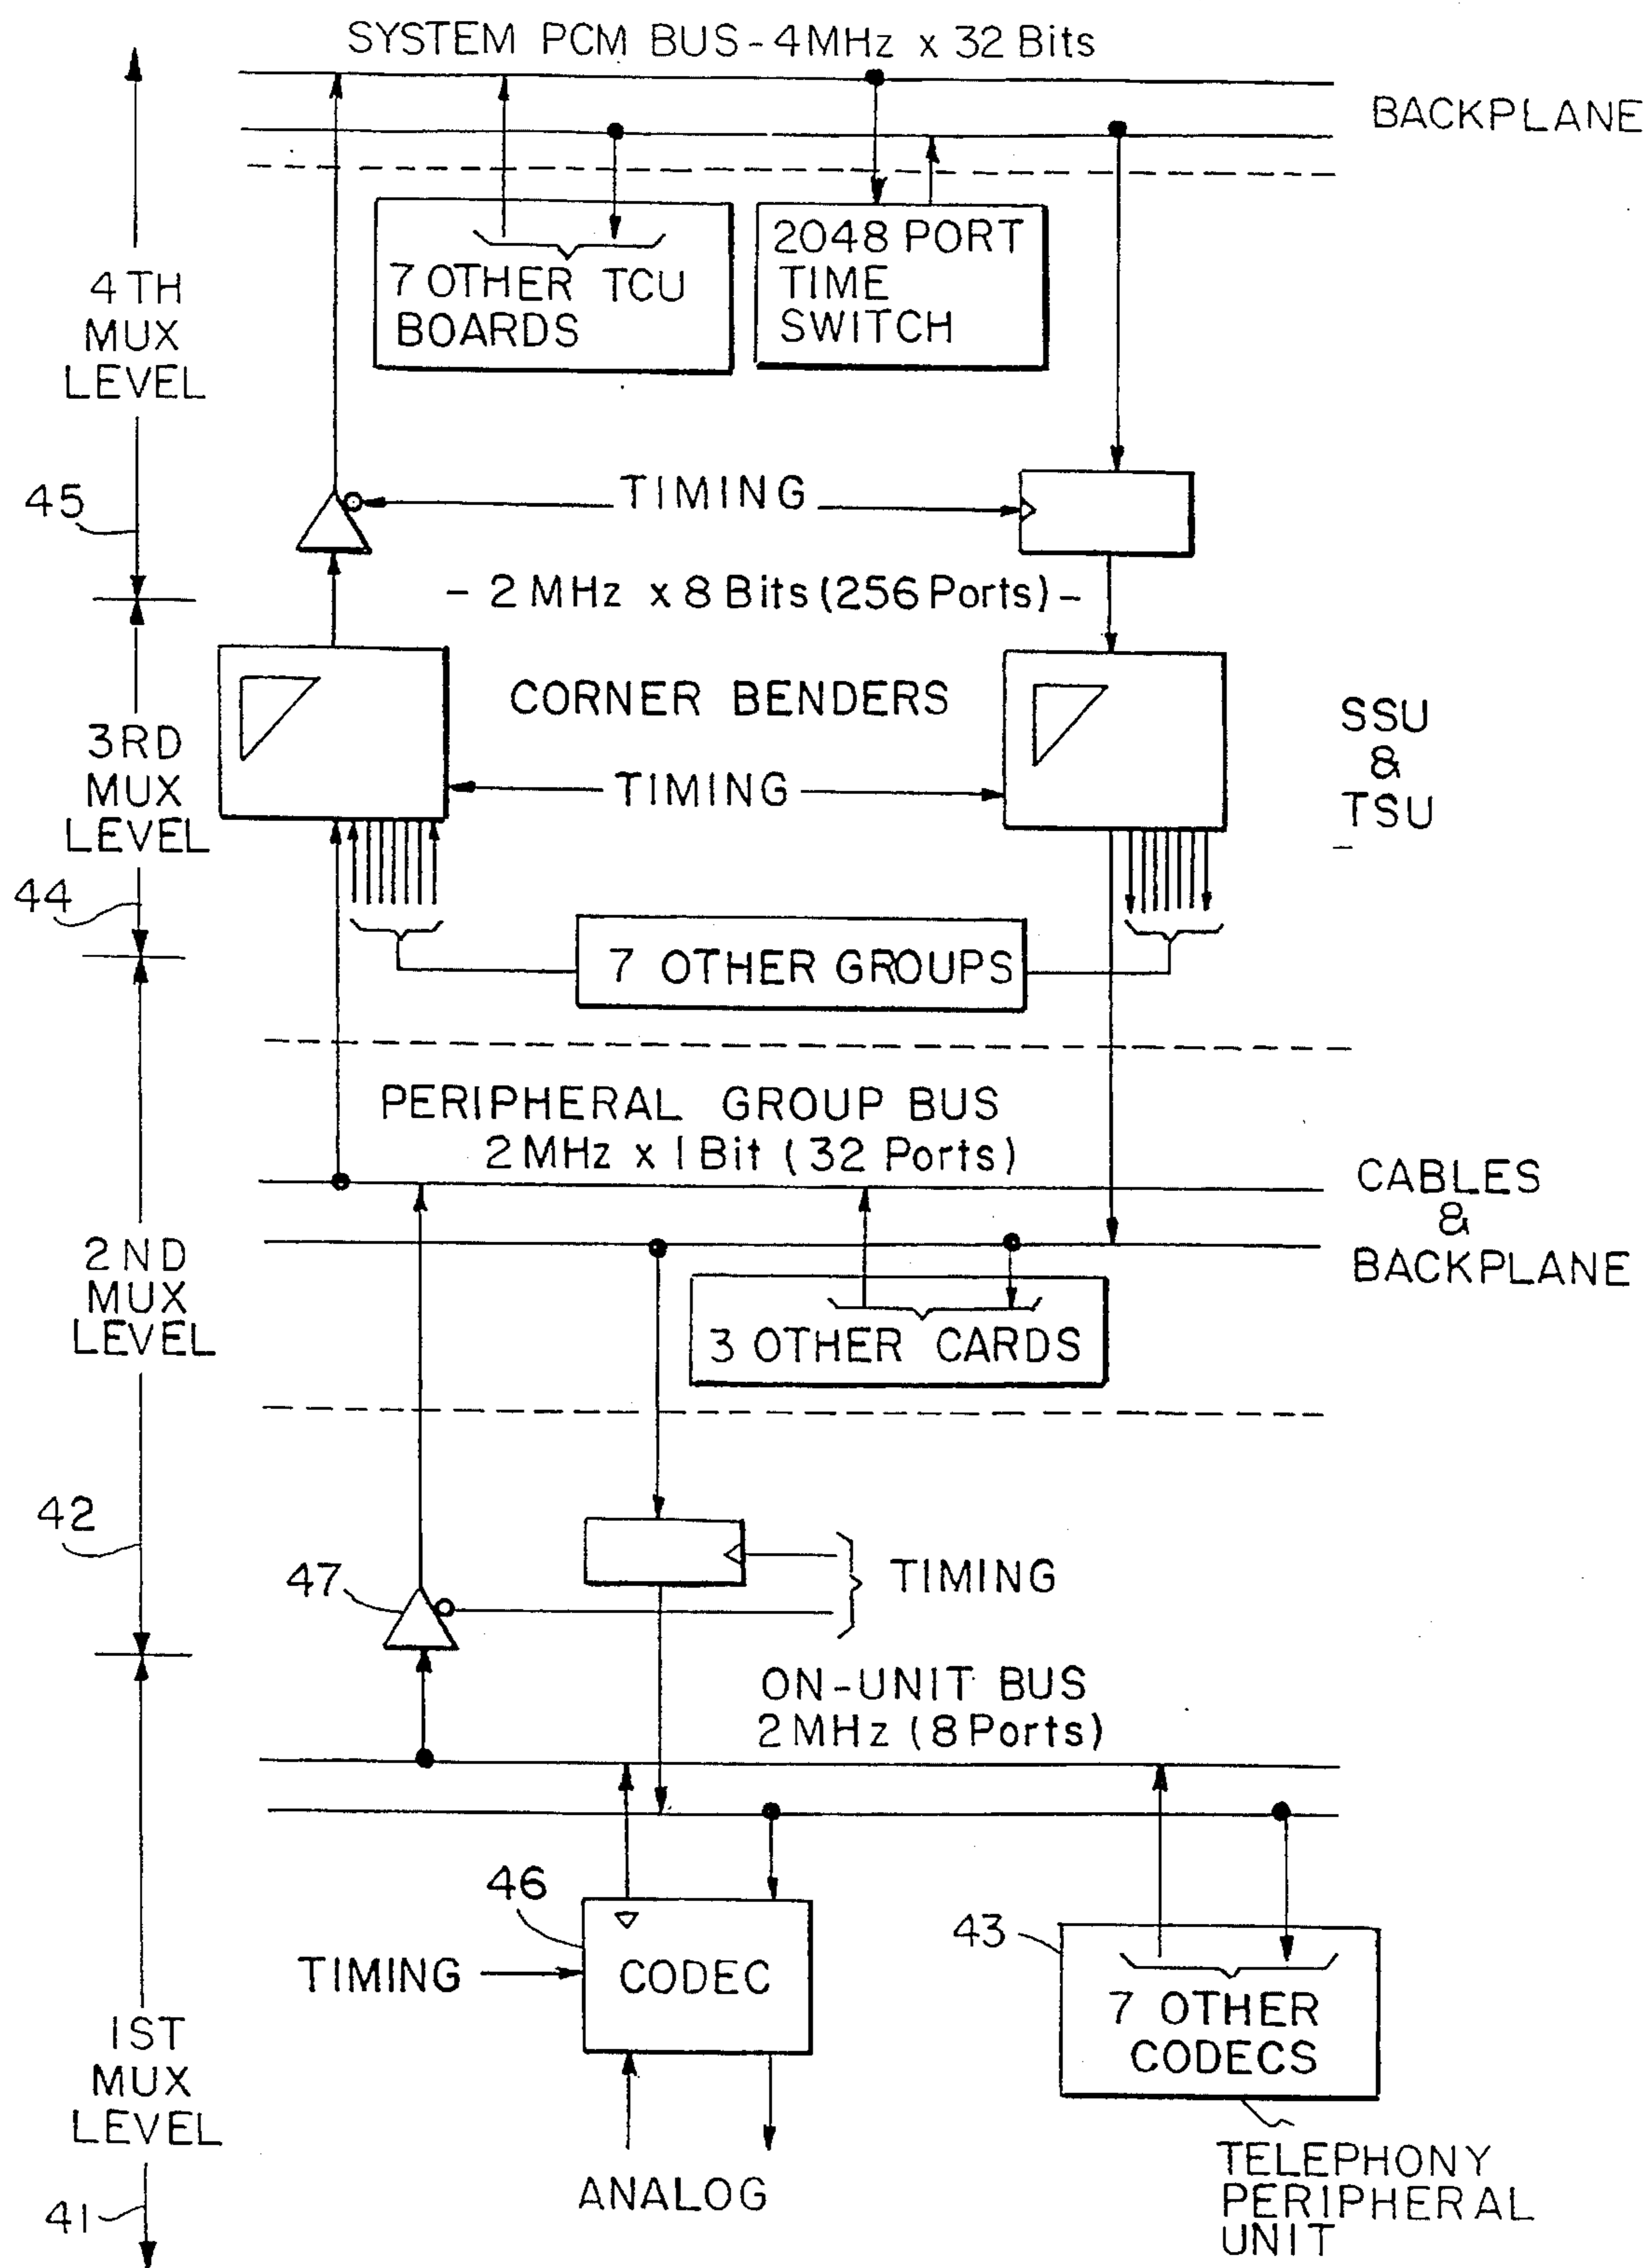 SYSTEM PCM BUS-4MHz x 32 Bits
BACKPLANE
7 OTHER TCU
BOARDS
2048 PORT
TIME
SWITCH
4TH
MUX
LEVEL
45
TIMING
- 2 MHz x 8 Bits (256 Ports) -
CORNER BENDERS
SSU
&
TSU
3RD
MUX
LEVEL
TIMING
44
7 OTHER GROUPS
PERIPHERAL GROUP BUS
2 MHz x 1 Bit (32 Ports)
CABLES
&
BACKPLANE
2ND
MUX
LEVEL
3 OTHER CARDS
42
47
TIMING
ON-UNIT BUS
2 MHz (8 Ports)
46
43
TIMING
CODEC
7 OTHER
CODECS
1ST
MUX
LEVEL
41
ANALOG
TELEPHONY
PERIPHERAL
UNIT